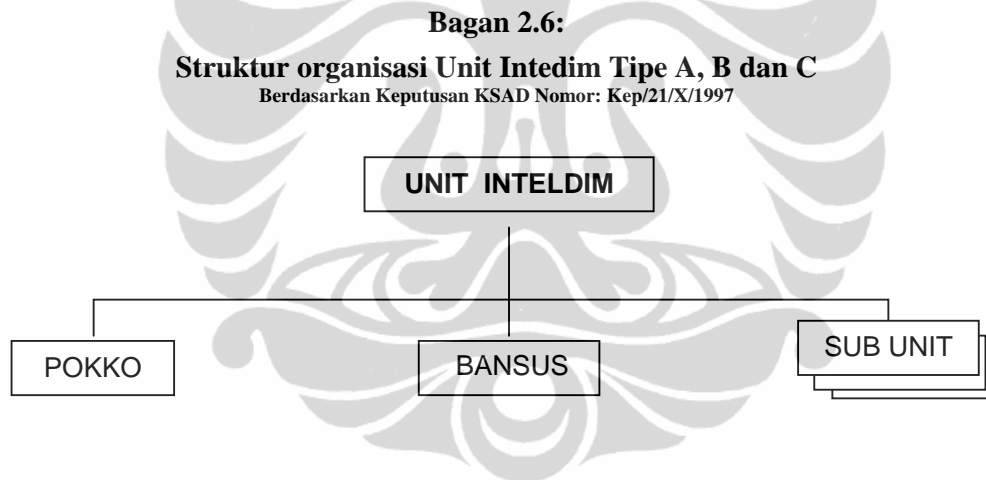 Bagan 2.6:
Struktur organisasi Unit Intedim Tipe A, B dan C
Berdasarkan Keputusan KSAD Nomor: Kep/21/X/1997
UNIT INTELDIM
POKKO
BANSUS
SUB UNIT